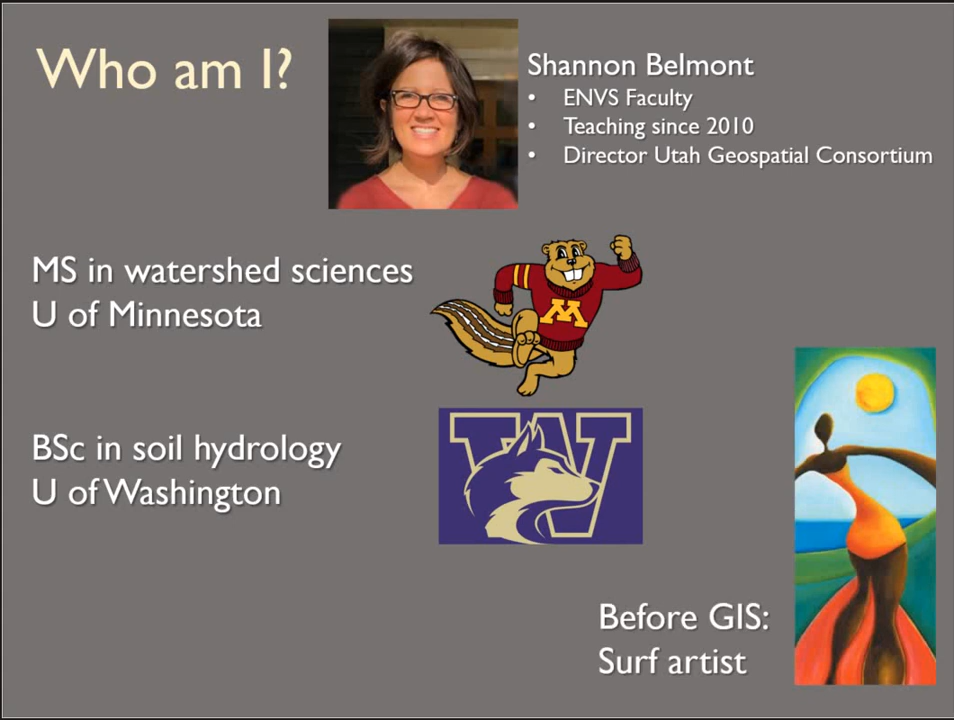 Who am I?
Shannon Belmont
• ENVS Faculty
• Teaching since 2010
• Director Utah Geospatial Consortium
MS in watershed sciences
U of Minnesota
M
BSc in soil hydrology
U of Washington
W
Before GIS:
Surf artist